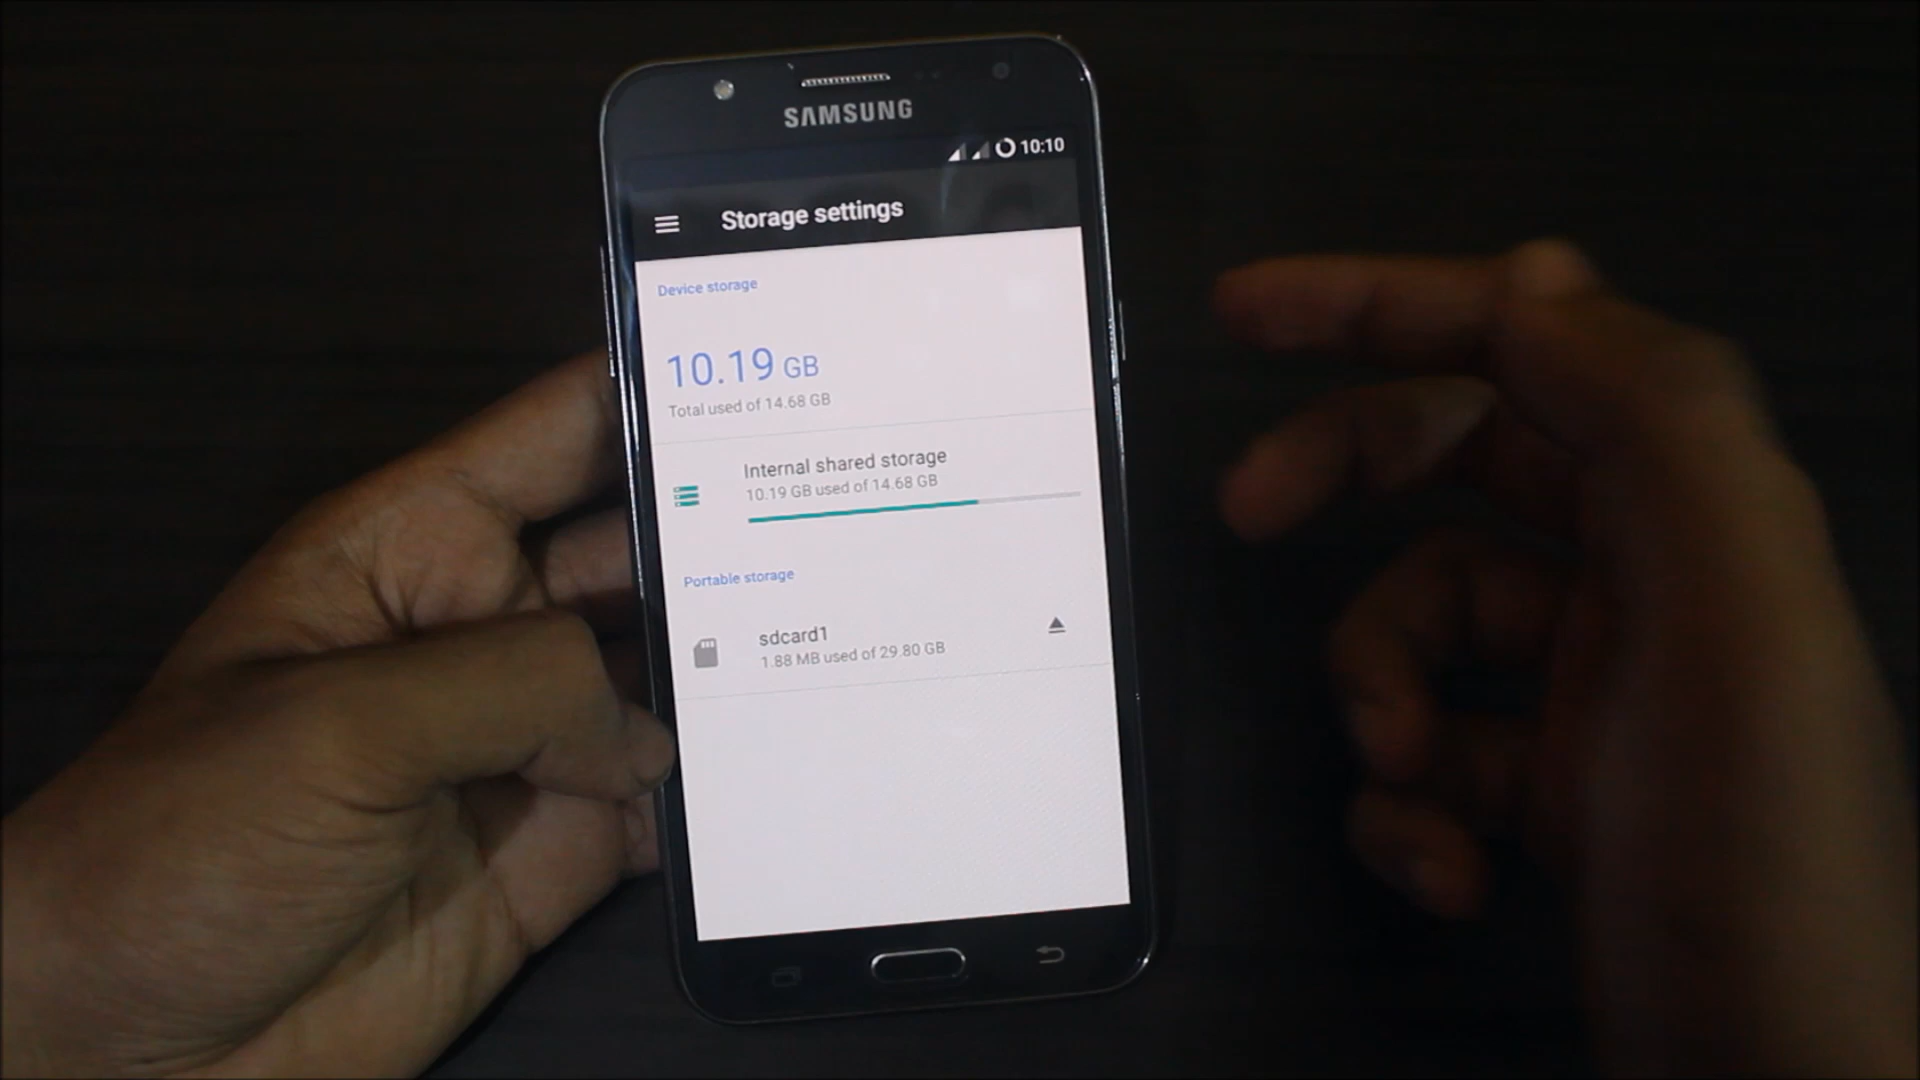 SAMSUNG
10:10
Storage settings
Device storage
10.19 GB
Total used of 14.68 GB
Internal shared storage
10.19 GB used of 14.68 GB
Portable storage
sdcard1
1.88 MB used of 29.80 GB